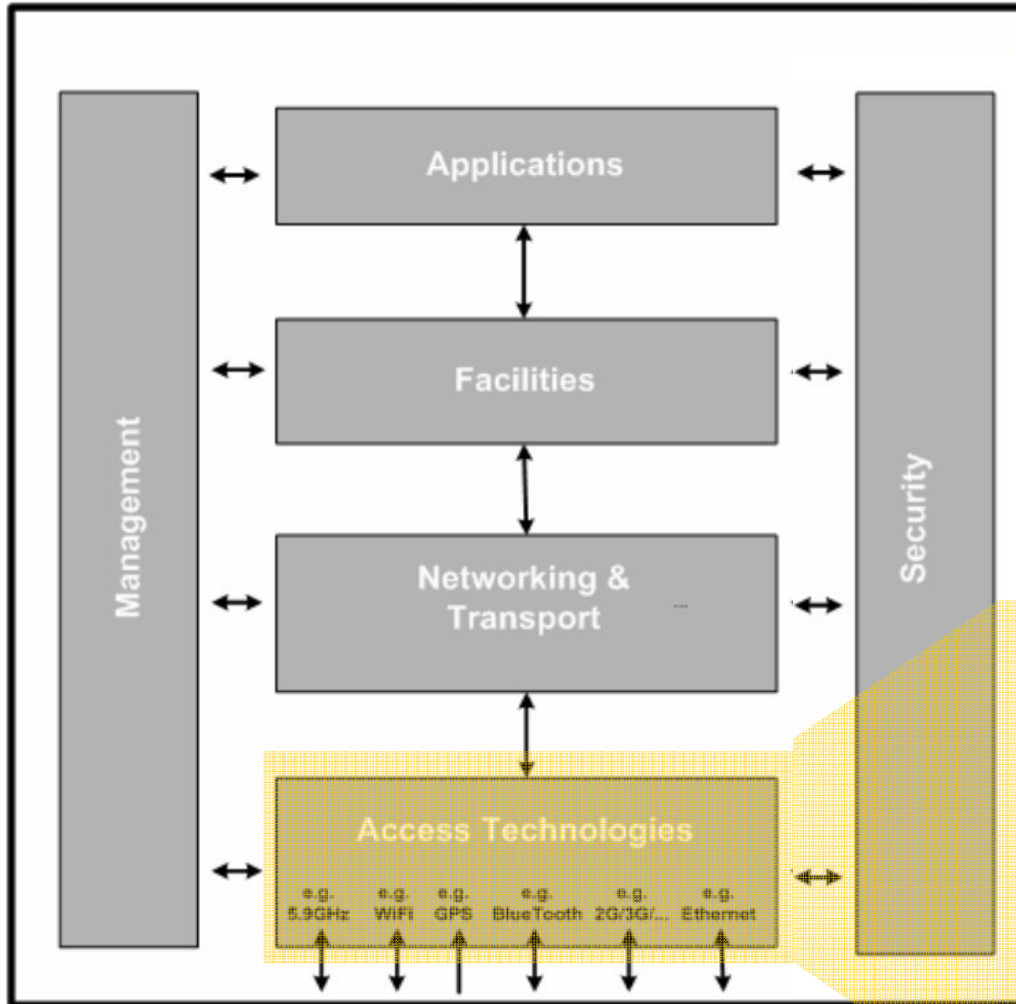 Applications
Facilities
Management
Security
Networking &
Transport
...
Access Technologies
e.g. e.g. e.g. e.g. e.g. e.g.
5.9GHz WiFi GPS BlueTooth 2G/3G/... Ethernet